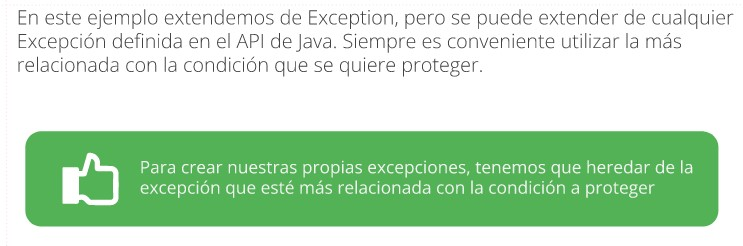 En este ejemplo extendemos de Exception, pero se puede extender de cualquier
Excepción definida en el API de Java. Siempre es conveniente utilizar la más
relacionada con la condición que se quiere proteger.
Para crear nuestras propias excepciones, tenemos que heredar de la
excepción que esté más relacionada con la condición a proteger